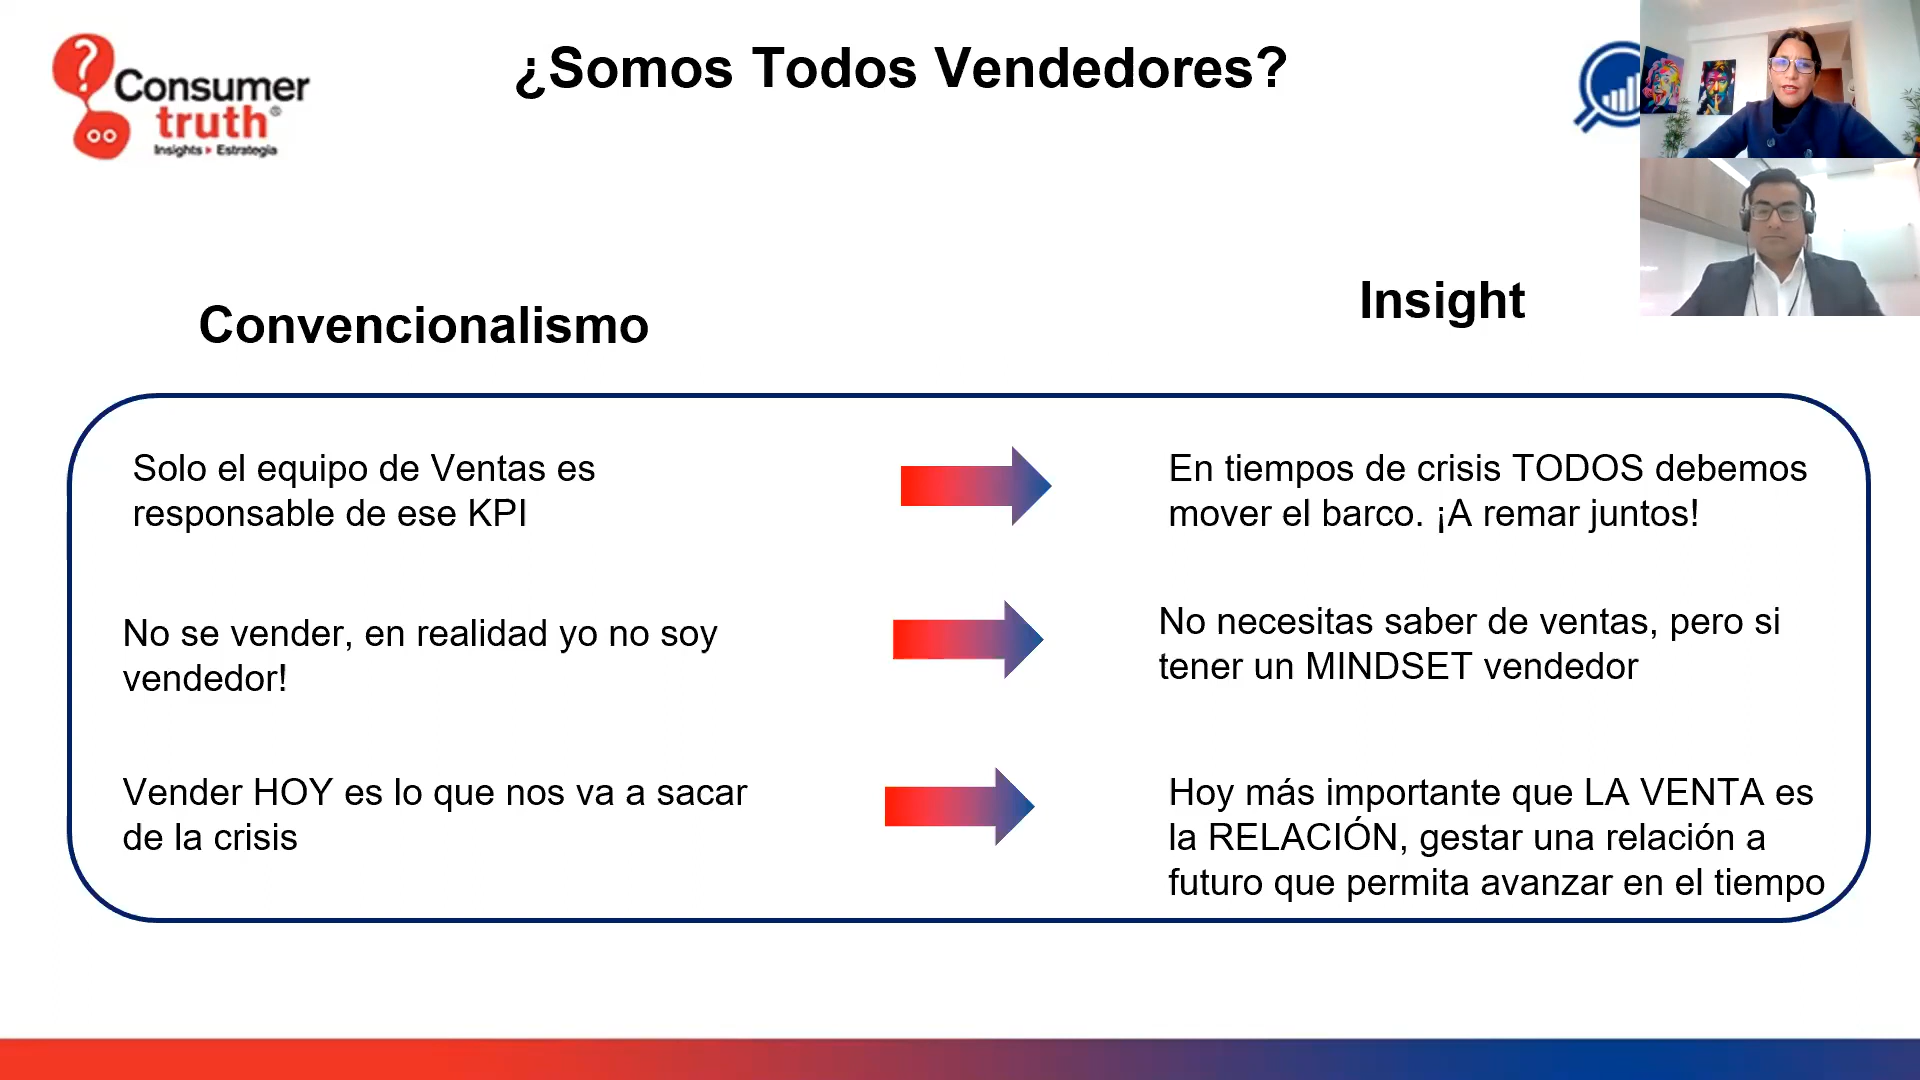 Consumer
truth®
Insights ▸ Estrategia
¿Somos Todos Vendedores?
Convencionalismo
Insight
Solo el equipo de Ventas es
responsable de ese KPI
En tiempos de crisis TODOS debemos
mover el barco. ¡A remar juntos!
No se vender, en realidad yo no soy
vendedor!
No necesitas saber de ventas, pero si
tener un MINDSET vendedor
Vender HOY es lo que nos va a sacar
de la crisis
Hoy más importante que LA VENTA es
la RELACIÓN, gestar una relación a
futuro que permita avanzar en el tiempo